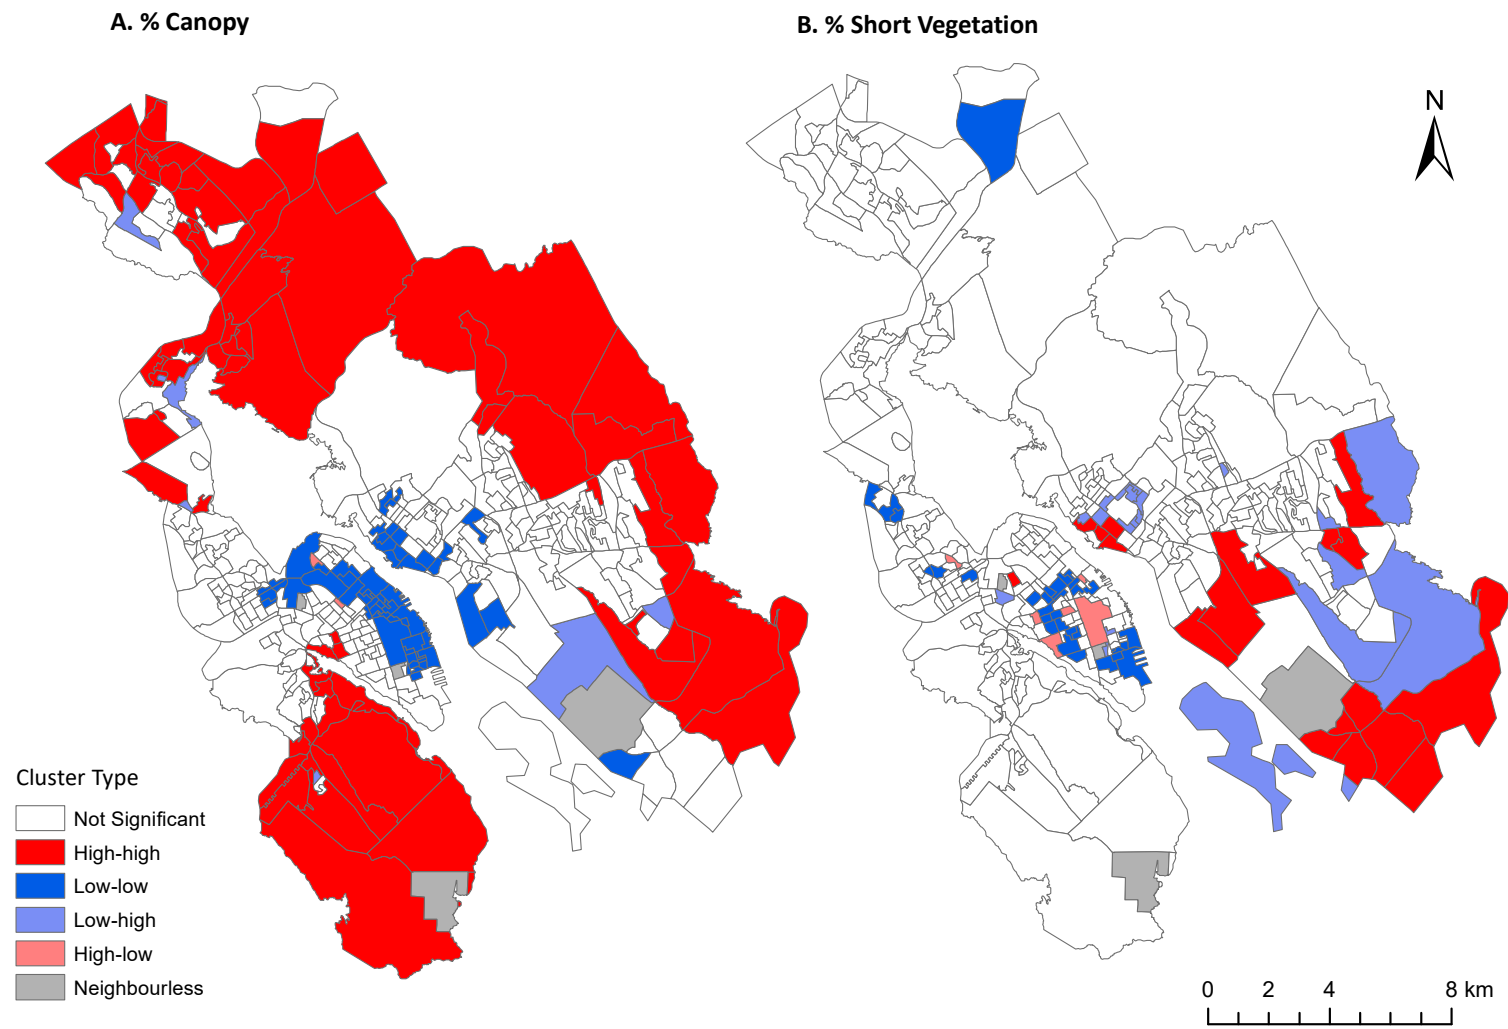 A. % Canopy
B. % Short Vegetation
N
Cluster Type
Not Significant
High-high
Low-low
Low-high
High-low
Neighbourless
0 2 4 8 km